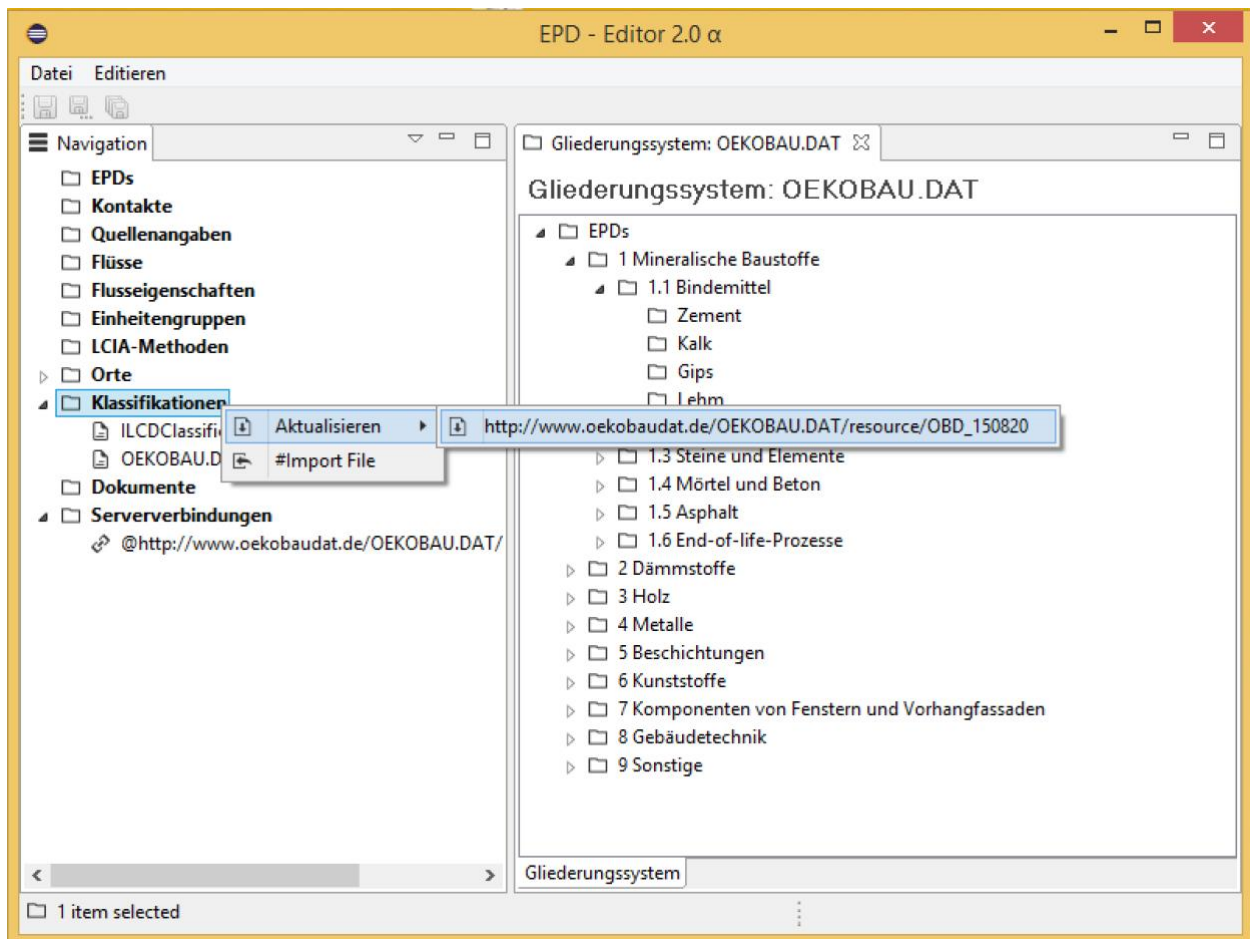 EPD - Editor 2.0 α
Datei Editieren
Navigation
EPDs
Kontakte
Quellenangaben
Flüsse
Flusseigenschaften
Einheitengruppen
LCIA-Methoden
Orte
Klassifikationen
ILCDClassifi
OEKOBAU.D
Dokumente
Serververbindungen
@http://www.oekobaudat.de/OEKOBAU.DAT/
Aktualisieren
#Import File
http://www.oekobaudat.de/OEKOBAU.DAT/resource/OBD_150820
Gliederungssystem: OEKOBAU.DAT
Gliederungssystem: OEKOBAU.DAT
EPDs
1 Mineralische Baustoffe
1.1 Bindemittel
Zement
Kalk
Gips
Lehm
1.3 Steine und Elemente
1.4 Mörtel und Beton
1.5 Asphalt
1.6 End-of-life-Prozesse
2 Dämmstoffe
3 Holz
4 Metalle
5 Beschichtungen
6 Kunststoffe
7 Komponenten von Fenstern und Vorhangfassaden
8 Gebäudetechnik
9 Sonstige
Gliederungssystem
1 item selected